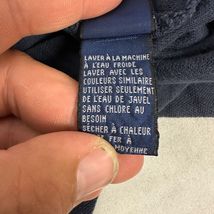 LAVER À LA MACHINE
À L'EAU FROIDE
LAVER AVEC LES
COULEURS SIMILAIRE
UTILISER SEULEMENT
DE L'EAU DE JAVEL
SANS CHLORE AU
BESOIN
SÉCHER À CHALEUR
FER À
MOYENNE